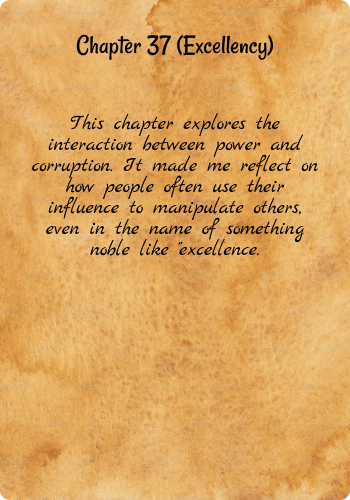 Chapter 37 (Excellency)
This chapter explores the
interaction between power and
corruption. It made me reflect on
how people often use their
influence to manipulate others,
even in the name of something
noble like "excellence.